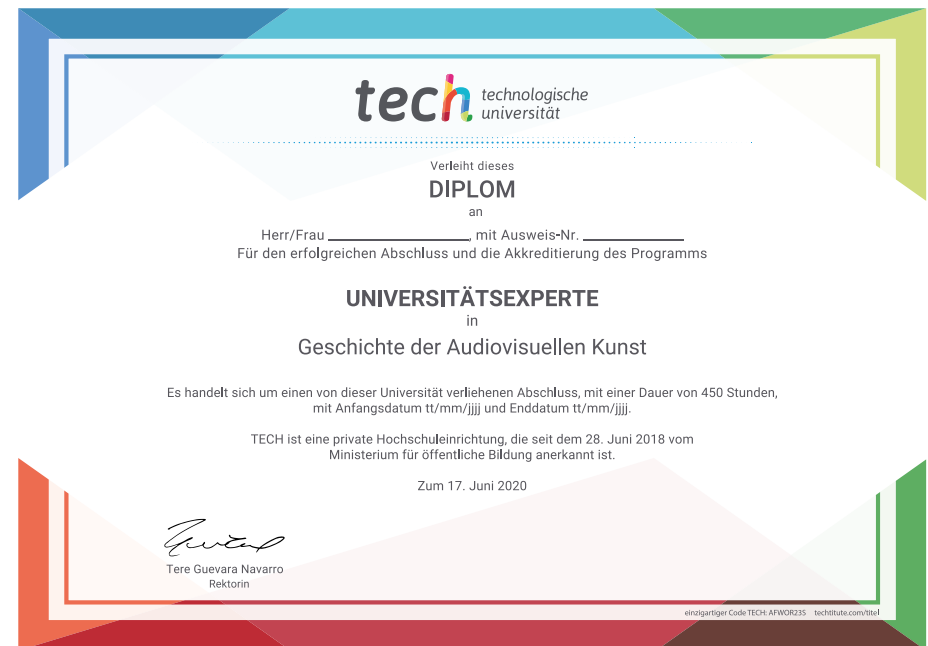 tech technologische
universität
Verleiht dieses
DIPLOM
an
Herr/Frau ____________, mit Ausweis-Nr. ____________
Für den erfolgreichen Abschluss und die Akkreditierung des Programms
UNIVERSITÄTSEXPERTE
in
Geschichte der Audiovisuellen Kunst
Es handelt sich um einen von dieser Universität verliehenen Abschluss, mit einer Dauer von 450 Stunden,
mit Anfangsdatum tt/mm/jjjj und Enddatum tt/mm/jjjj.
TECH ist eine private Hochschuleinrichtung, die seit dem 28. Juni 2018 vom
Ministerium für öffentliche Bildung anerkannt ist.
Zum 17. Juni 2020
Tere Guevara Navarro
Rektorin
einzigartiger Code TECH: AFWOR235 techtitute.com/titel